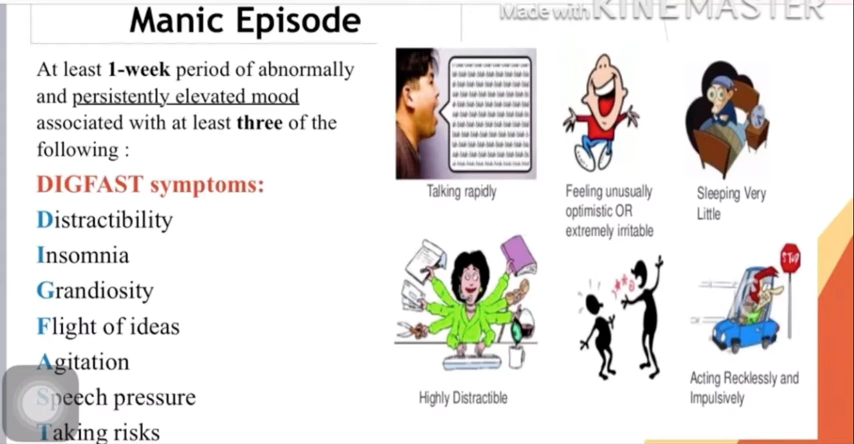 Made with KINEMASTER
Manic Episode
At least 1-week period of abnormally
and persistently elevated mood
associated with at least three of the
following :
DIGFAST symptoms:
Distractibility
Insomnia
Grandiosity
Flight of ideas
Agitation
Speech pressure
Taking risks
Talking rapidly
Feeling unusually
optimistic OR
extremely irritable
Sleeping Very
Little
Highly Distractible
STOP
Acting Recklessly and
Impulsively